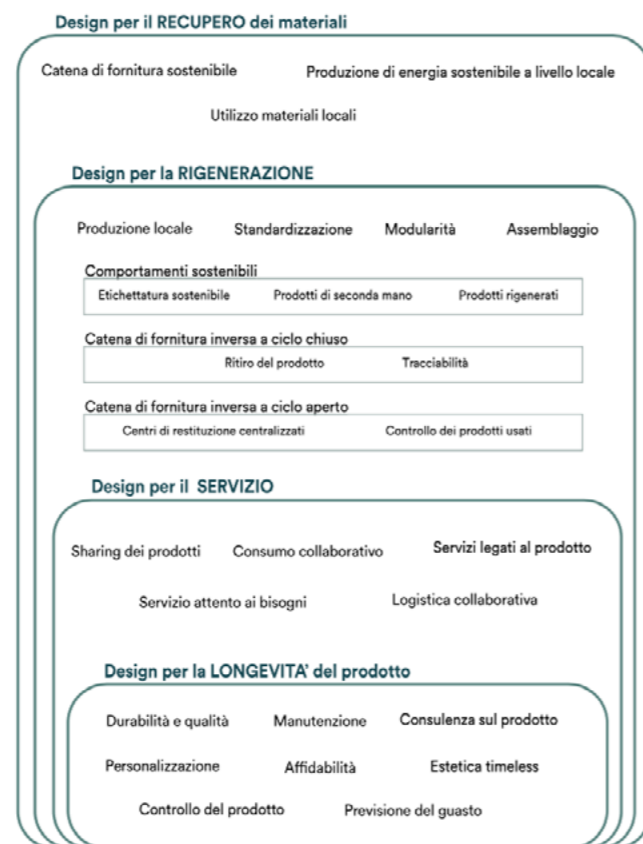 Design per il RECUPERO dei materiali
Catena di fornitura sostenibile
Produzione di energia sostenibile a livello locale
Utilizzo materiali locali
Design per la RIGENERAZIONE
Produzione locale
Standardizzazione
Modularità
Assemblaggio
Comportamenti sostenibili
Etichettatura sostenibile
Prodotti di seconda mano
Prodotti rigenerati
Catena di fornitura inversa a ciclo chiuso
Ritiro del prodotto
Tracciabilità
Catena di fornitura inversa a ciclo aperto
Centri di restituzione centralizzati
Controllo dei prodotti usati
Design per il SERVIZIO
Sharing dei prodotti
Consumo collaborativo
Servizi legati al prodotto
Servizio attento ai bisogni
Logistica collaborativa
Design per la LONGEVITA' del prodotto
Durabilità e qualità
Manutenzione
Consulenza sul prodotto
Personalizzazione
Affidabilità
Estetica timeless
Controllo del prodotto
Previsione del guasto